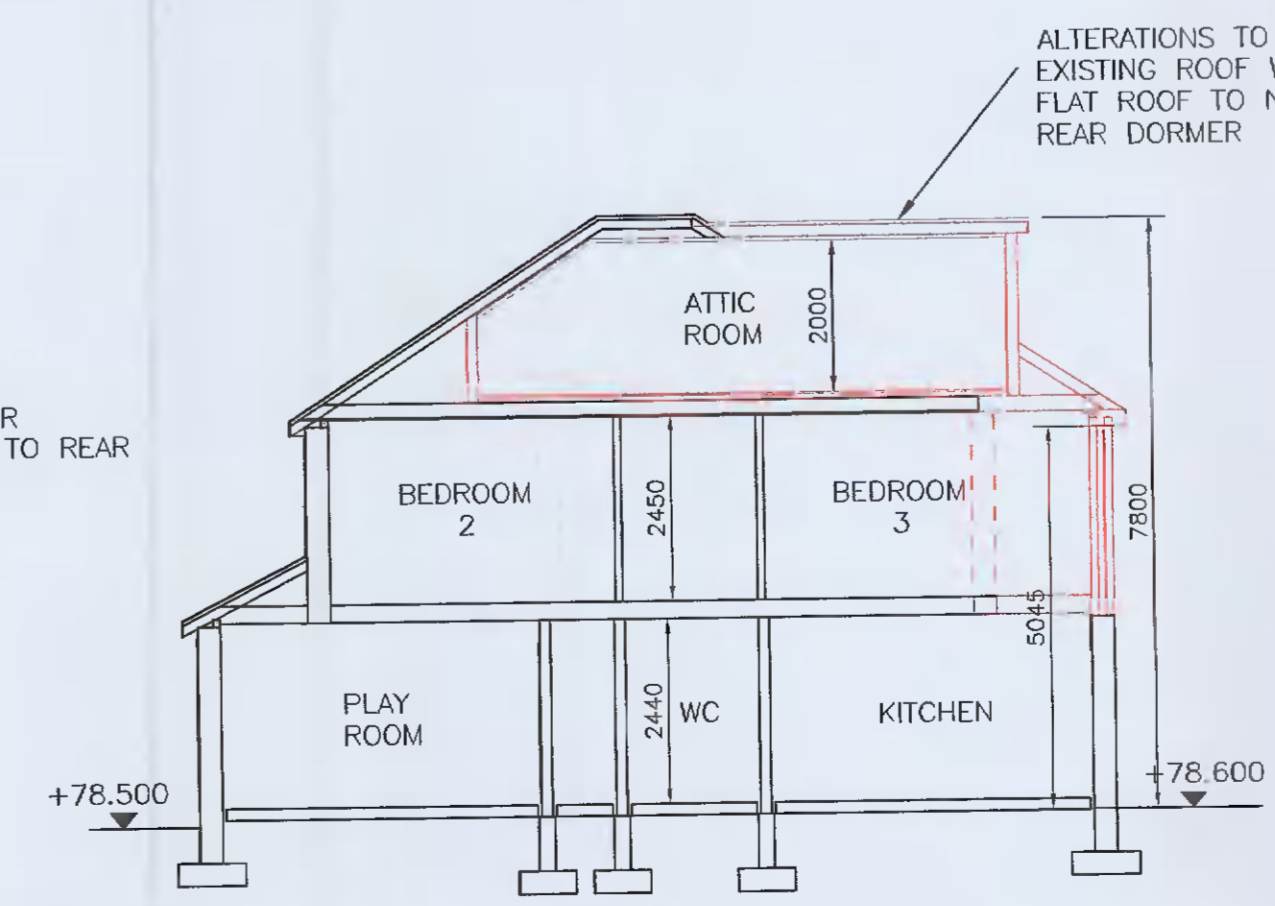 ALTERATIONS TO
EXISTING ROOF
FLAT ROOF TO
REAR DORMER
ATTIC
ROOM
2000
TO REAR
BEDROOM
2
2450
BEDROOM
3
7800
5045
PLAY
ROOM
2440
WC
KITCHEN
+78.500
+78.600